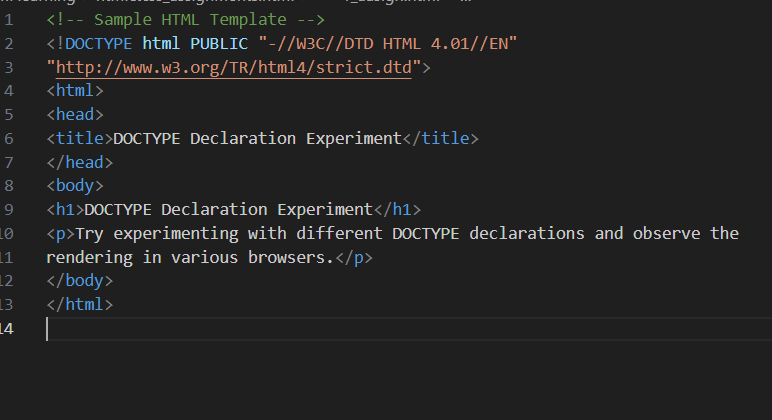 1 <!-- Sample HTML Template -->
2 <!DOCTYPE html PUBLIC "-//W3C//DTD HTML 4.01//EN"
3 "http://www.w3.org/TR/html4/strict.dtd">
4 <html>
5 <head>
6 <title>DOCTYPE Declaration Experiment</title>
7 </head>
8 <body>
9 <h1>DOCTYPE Declaration Experiment</h1>
10 <p>Try experimenting with different DOCTYPE declarations and observe the
11 rendering in various browsers.</p>
12 </body>
13 </html>
14